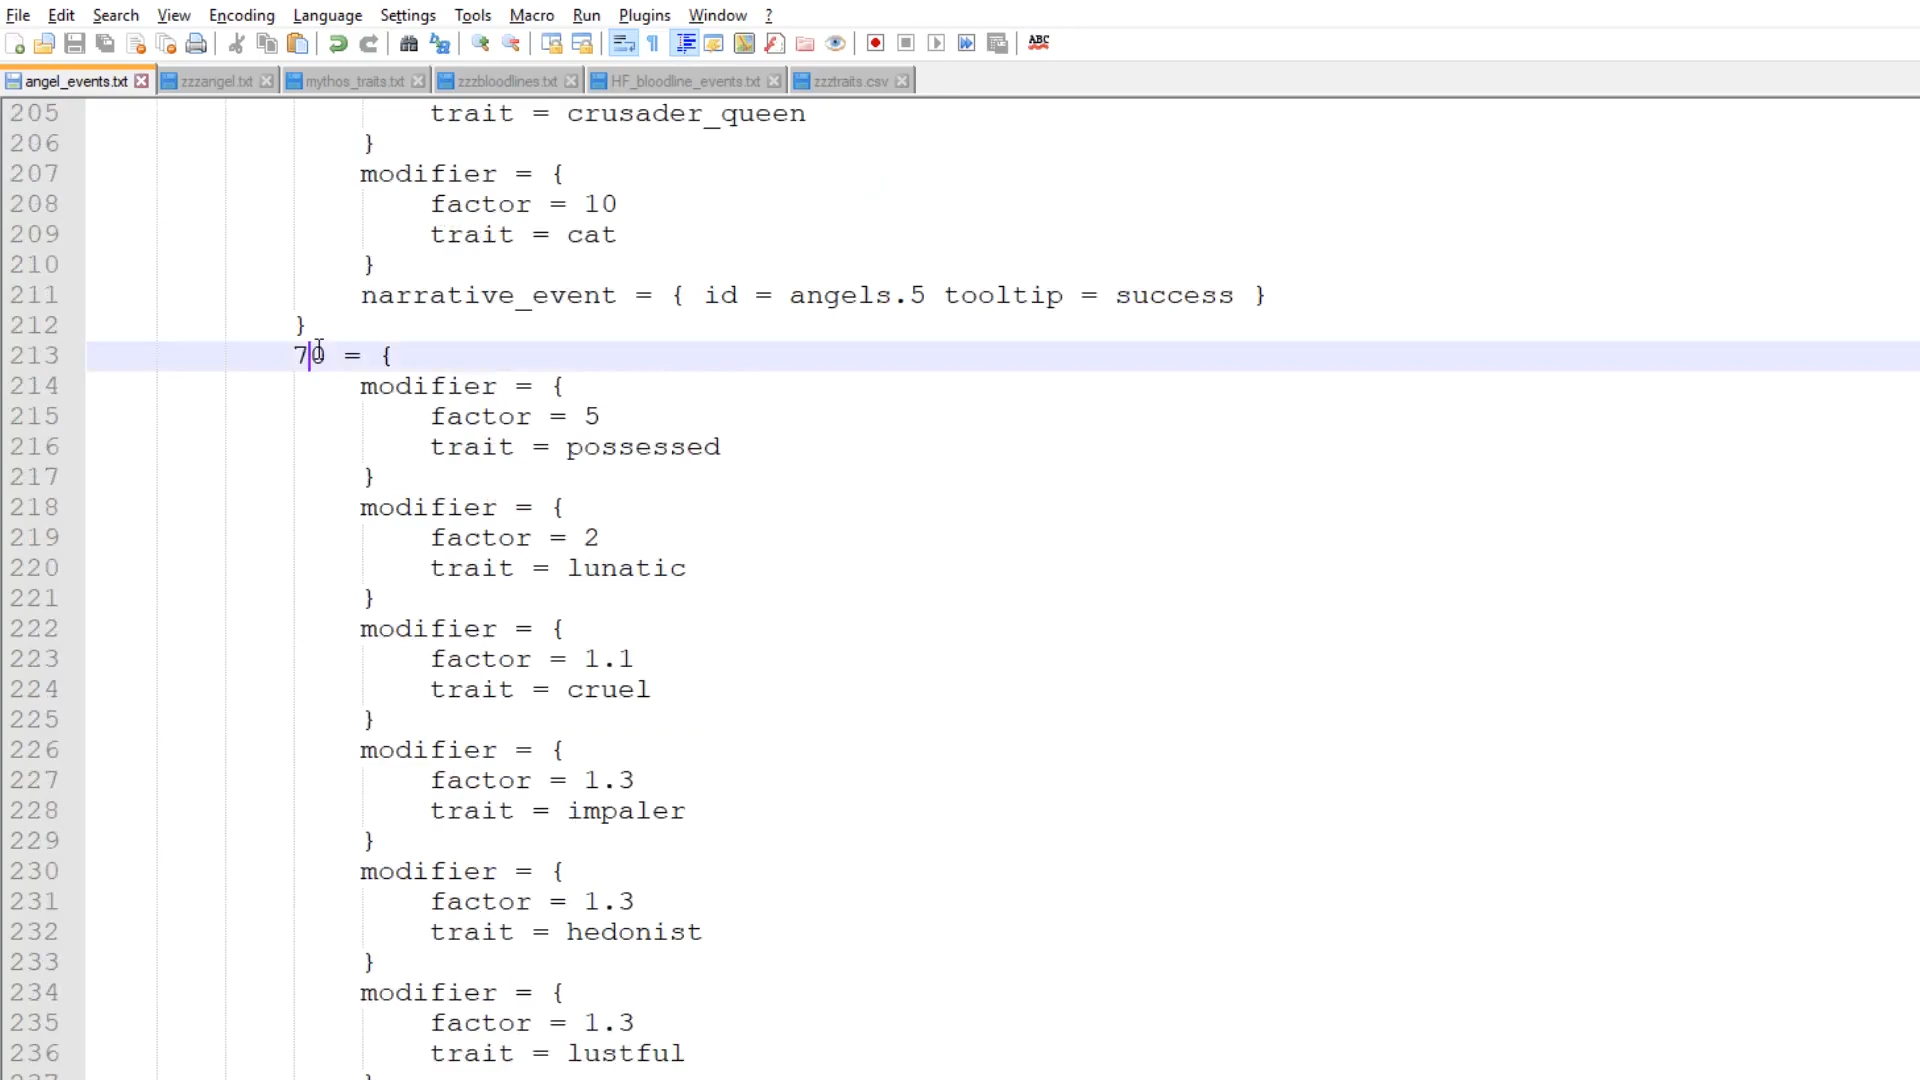 File Edit Search View Encoding Language Settings Tools Macro Run Plugins Window ?
ABC
angel_events.txt zzzangel.txt mythos_traits.txt zzzbloodlines.txt HF_bloodline_events.txt zzztraits.csv
205 trait = crusader_queen
206 }
207 modifier = {
208 factor = 10
209 trait = cat
210 }
211 narrative_event = { id = angels.5 tooltip = success }
212 }
213 70 = {
214 modifier = {
215 factor = 5
216 trait = possessed
217 }
218 modifier = {
219 factor = 2
220 trait = lunatic
221 }
222 modifier = {
223 factor = 1.1
224 trait = cruel
225 }
226 modifier = {
227 factor = 1.3
228 trait = impaler
229 }
230 modifier = {
231 factor = 1.3
232 trait = hedonist
233 }
234 modifier = {
235 factor = 1.3
236 trait = lustful
237 }